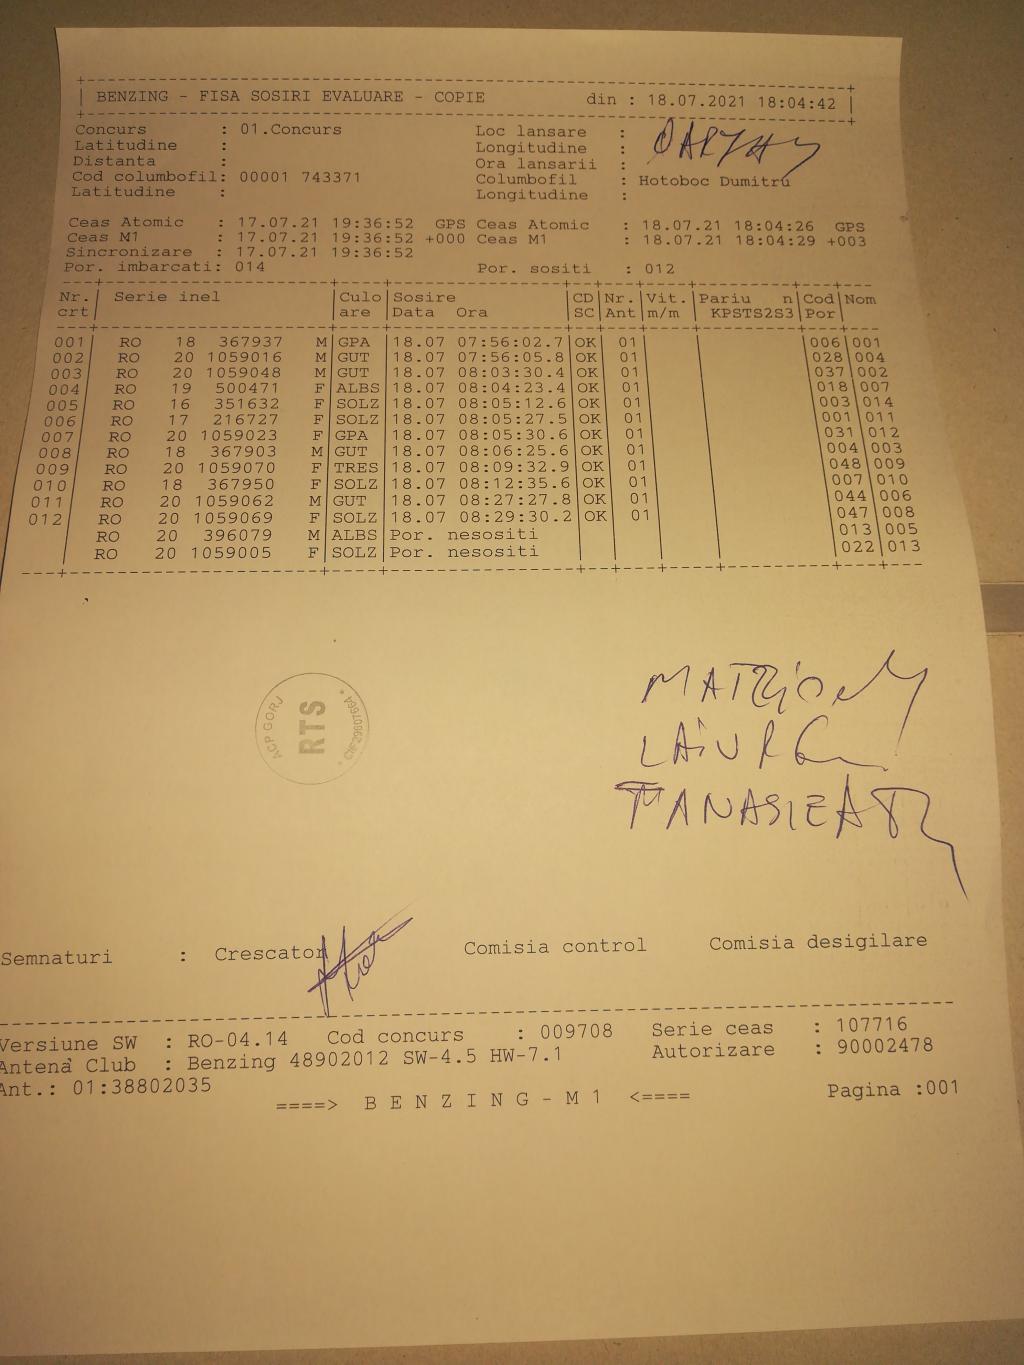 BENZING - FISA SOSIRI EVALUARE - COPIE din : 18.07.2021 18:04:42
Concurs : 01.Concurs Loc lansare :
Latitudine : Longitudine :
Distanta : Ora lansarii :
Cod columbofil: 00001 743371 Columbofil : Hotoboc Dumitru
Latitudine : Longitudine :
Ceas Atomic : 17.07.21 19:36:52 GPS Ceas Atomic : 18.07.21 18:04:26 GPS
Ceas M1 : 17.07.21 19:36:52 +000 Ceas M1 : 18.07.21 18:04:29 +003
Sincronizare : 17.07.21 19:36:52
Por. imbarcati: 014 Por. sositi : 012
Nr. Serie inel Culo Sosire CD Nr. Vit. Pariu n Cod Nom
crt are Data Ora SC Ant m/m KPSTS2S3 Por
001 RO 18 367937 M GPA 18.07 07:56:02.7 OK 01 006 001
002 RO 20 1059016 M GUT 18.07 07:56:05.8 OK 01 028 004
003 RO 20 1059048 M GUT 18.07 08:03:30.4 OK 01 037 002
004 RO 19 500471 F ALBS 18.07 08:04:23.4 OK 01 018 007
005 RO 16 351632 F SOLZ 18.07 08:05:12.6 OK 01 003 014
006 RO 17 216727 F SOLZ 18.07 08:05:27.5 OK 01 001 011
007 RO 20 1059023 F GPA 18.07 08:05:30.6 OK 01 031 012
008 RO 18 367903 M GUT 18.07 08:06:25.6 OK 01 004 003
009 RO 20 1059070 F TRES 18.07 08:09:32.9 OK 01 048 009
010 RO 18 367950 F SOLZ 18.07 08:12:35.6 OK 01 007 010
011 RO 20 1059062 M GUT 18.07 08:27:27.8 OK 01 044 006
012 RO 20 1059069 F SOLZ 18.07 08:29:30.2 OK 01 047 008
RO 20 396079 M ALBS Por. nesositi 013 005
RO 20 1059005 F SOLZ Por. nesositi 022 013
ACP GORJ
RTS
Semnaturi : Crescator Comisia control Comisia desigilare
Versiune SW : RO-04.14 Cod concurs : 009708 Serie ceas : 107716
Antena Club : Benzing 48902012 SW-4.5 HW-7.1 Autorizare : 90002478
Ant.: 01:38802035
====> B E N Z I N G - M 1 <==== Pagina :001